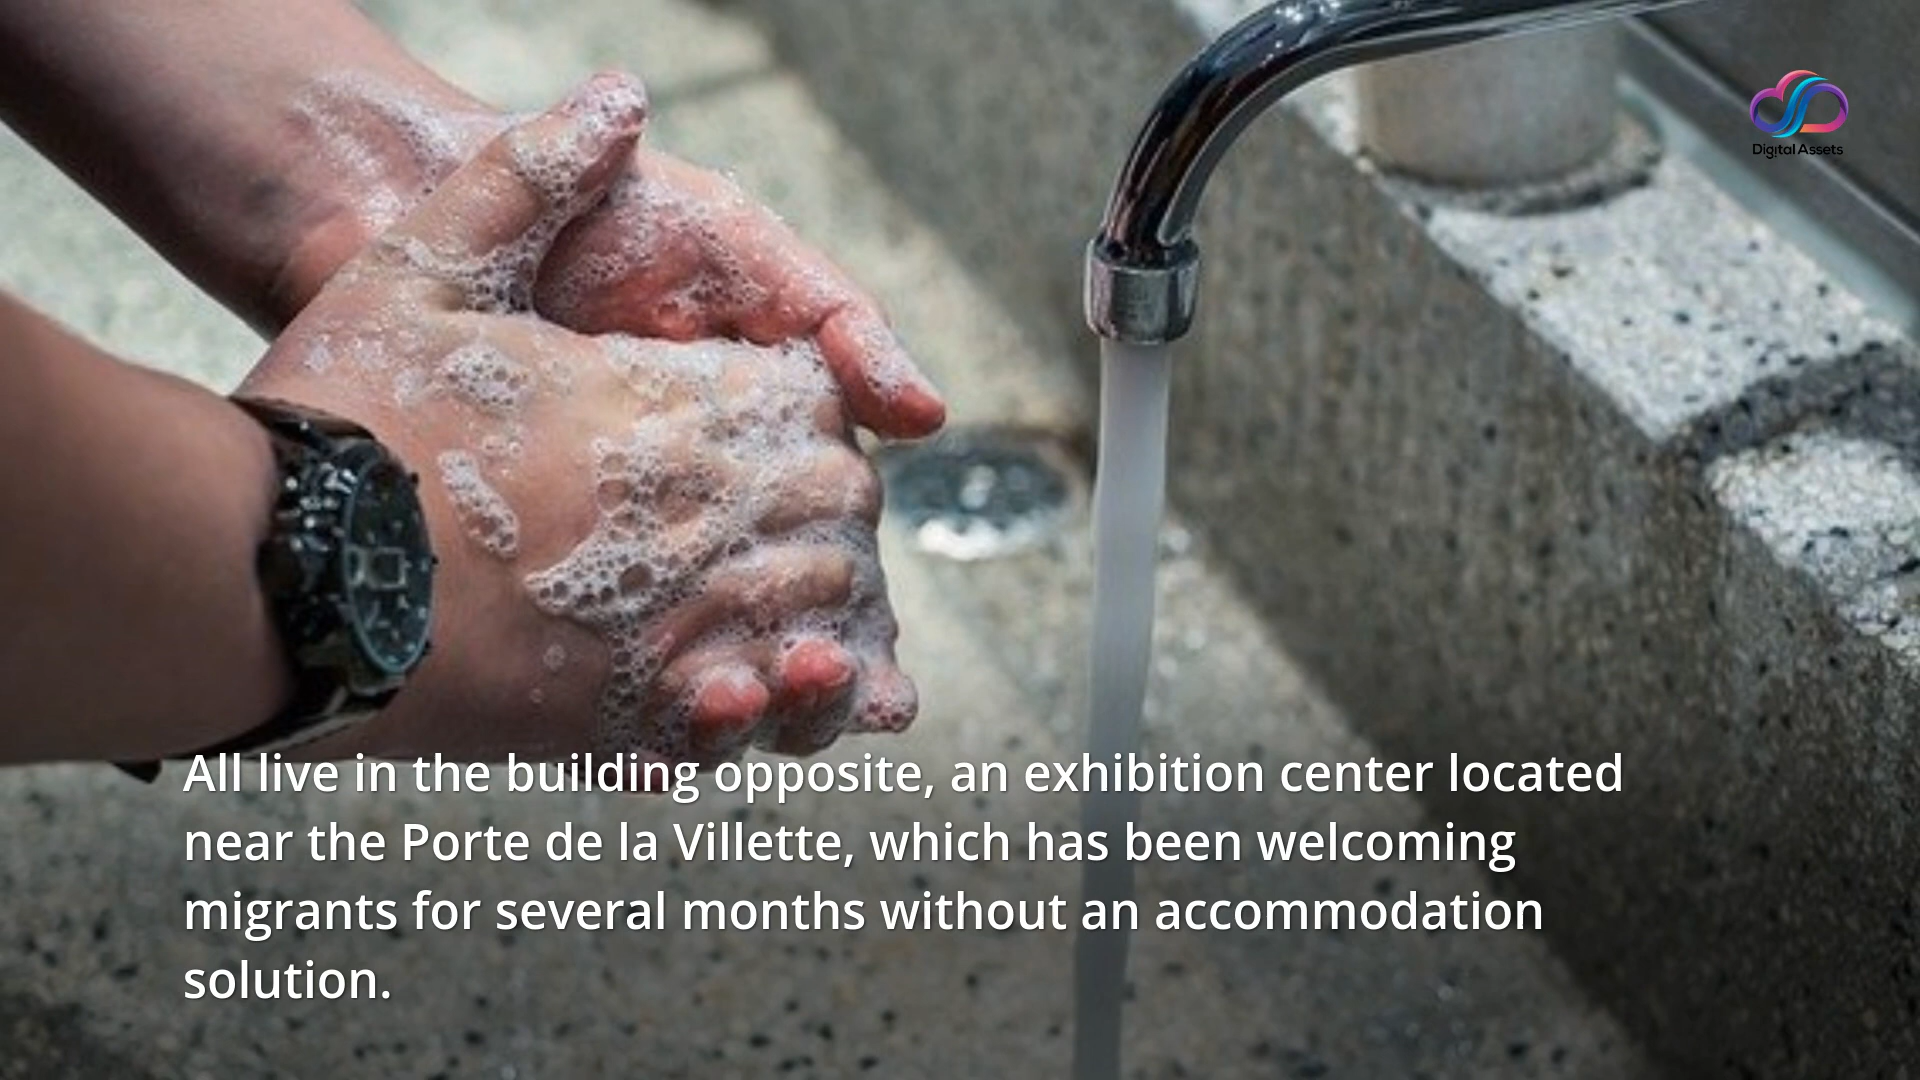 Digital Assets
All live in the building opposite, an exhibition center located
near the Porte de la Villette, which has been welcoming
migrants for several months without an accommodation
solution.